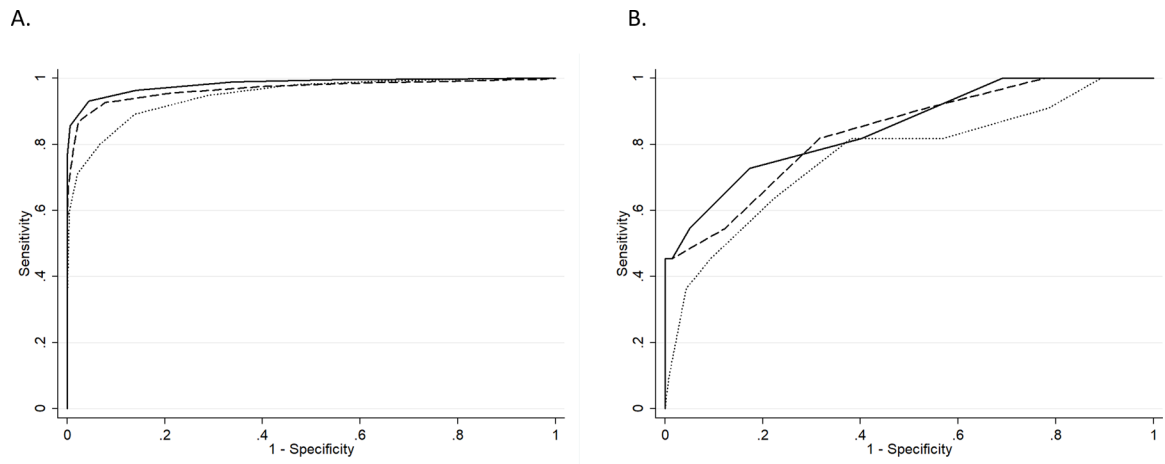 A.
B.
1
.8
.6
.4
.2
0
Sensitivity
0 .2 .4 .6 .8 1
1 - Specificity
1
.8
.6
.4
.2
0
Sensitivity
0 .2 .4 .6 .8 1
1 - Specificity